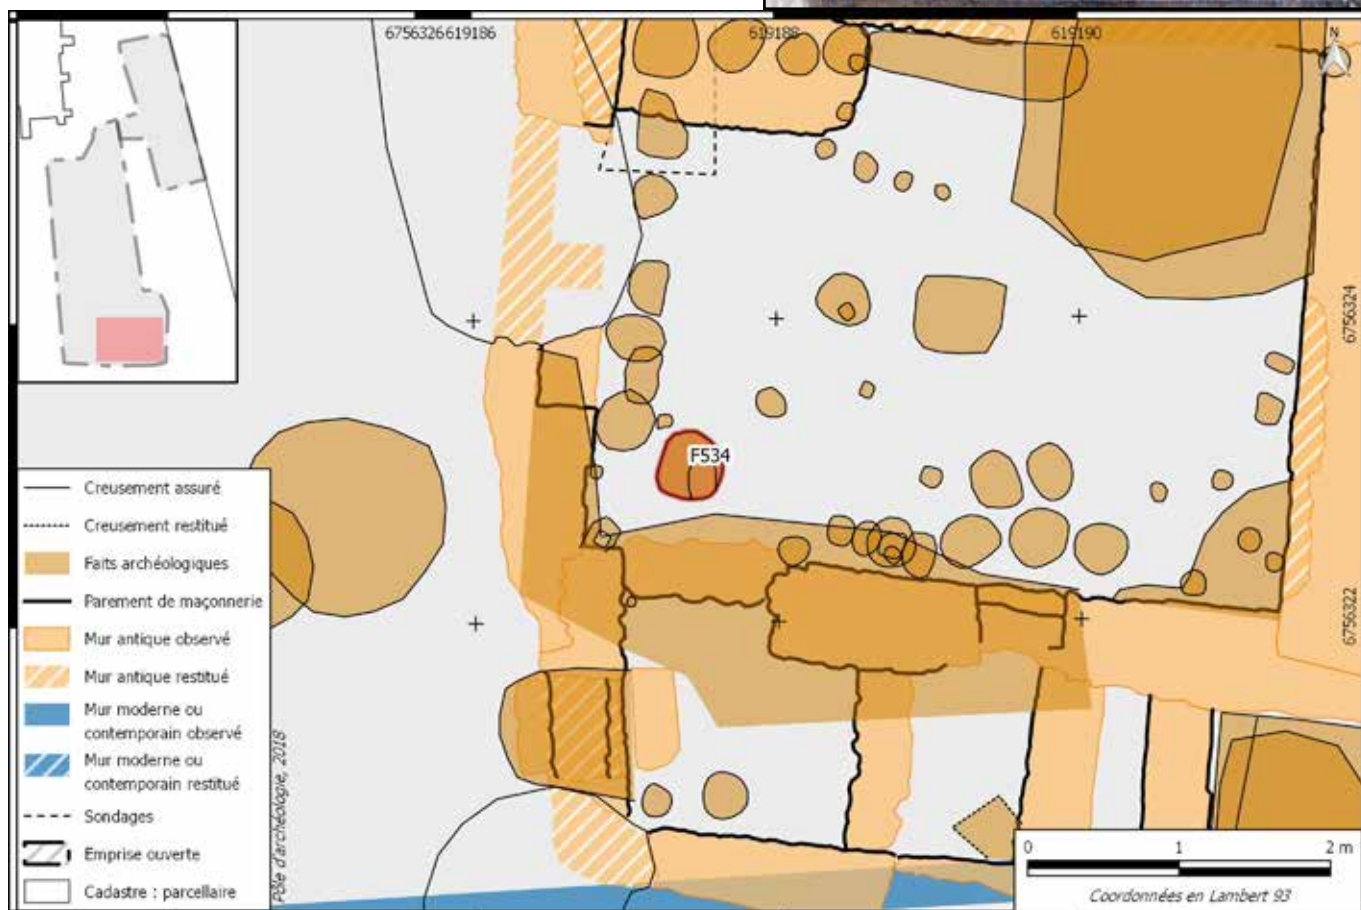 6756326 619186
619188
619190
N
6756324
F534
6756322
Creusement assuré
Creusement restitué
Faits archéologiques
Parement de maçonnerie
Mur antique observé
Mur antique restitué
Mur moderne ou
contemporain observé
Mur moderne ou
contemporain restitué
Sondages
Emprise ouverte
Cadastre : parcellaire
Pôle d'archéologie, 2018
0 1 2 m
Coordonnées en Lambert 93